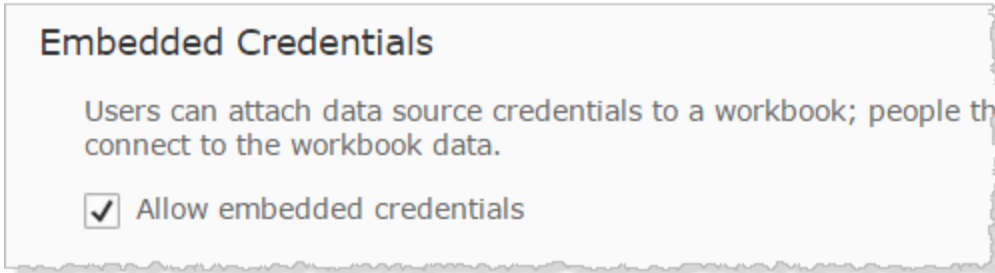 Embedded Credentials
Users can attach data source credentials to a workbook; people
connect to the workbook data.
Allow embedded credentials